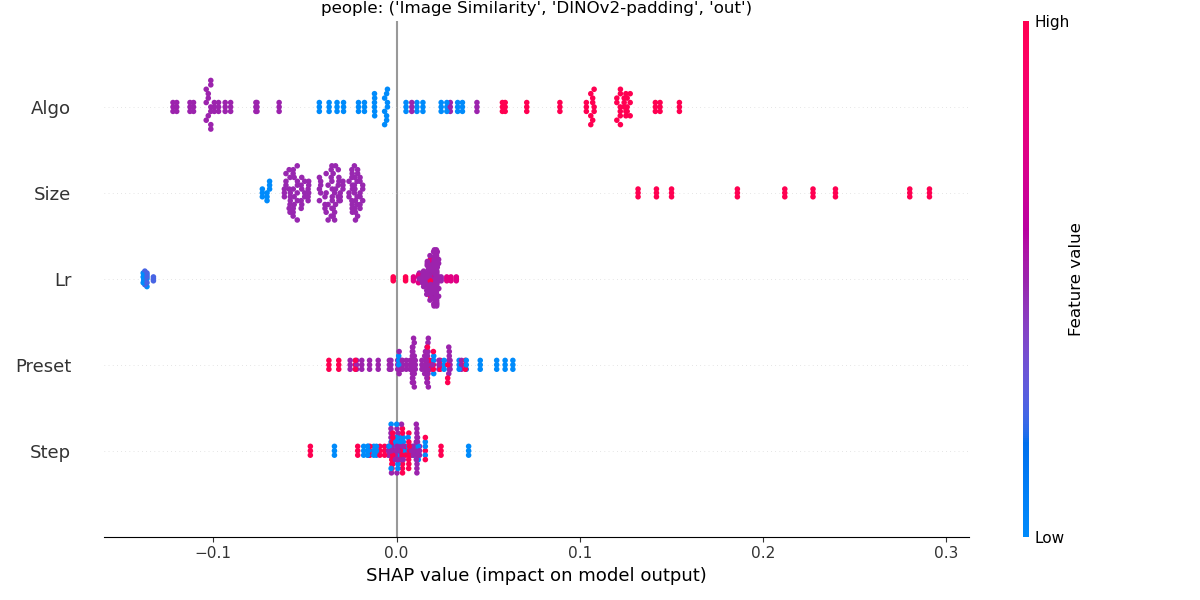 people: ('Image Similarity', 'DINOv2-padding', 'out')
High
Algo
Size
Lr
Preset
Step
Feature value
Low
−0.1
0.0
0.1
0.2
0.3
SHAP value (impact on model output)